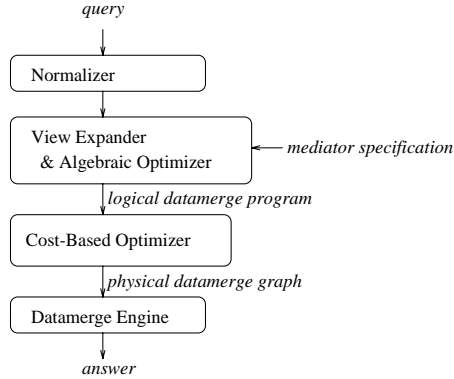 query
Normalizer
View Expander
& Algebraic Optimizer
mediator specification
logical datamerge program
Cost-Based Optimizer
physical datamerge graph
Datamerge Engine
answer